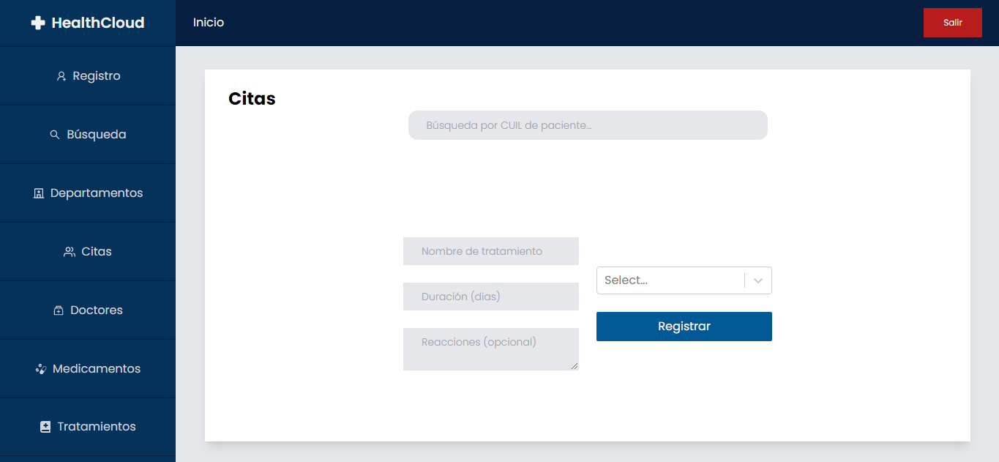 HealthCloud
Inicio
Salir
Registro
Búsqueda
Departamentos
Citas
Doctores
Medicamentos
Tratamientos
Citas
Búsqueda por CUIL de paciente...
Nombre de tratamiento
Duración (dias)
Reacciones (opcional)
Select...
Registrar